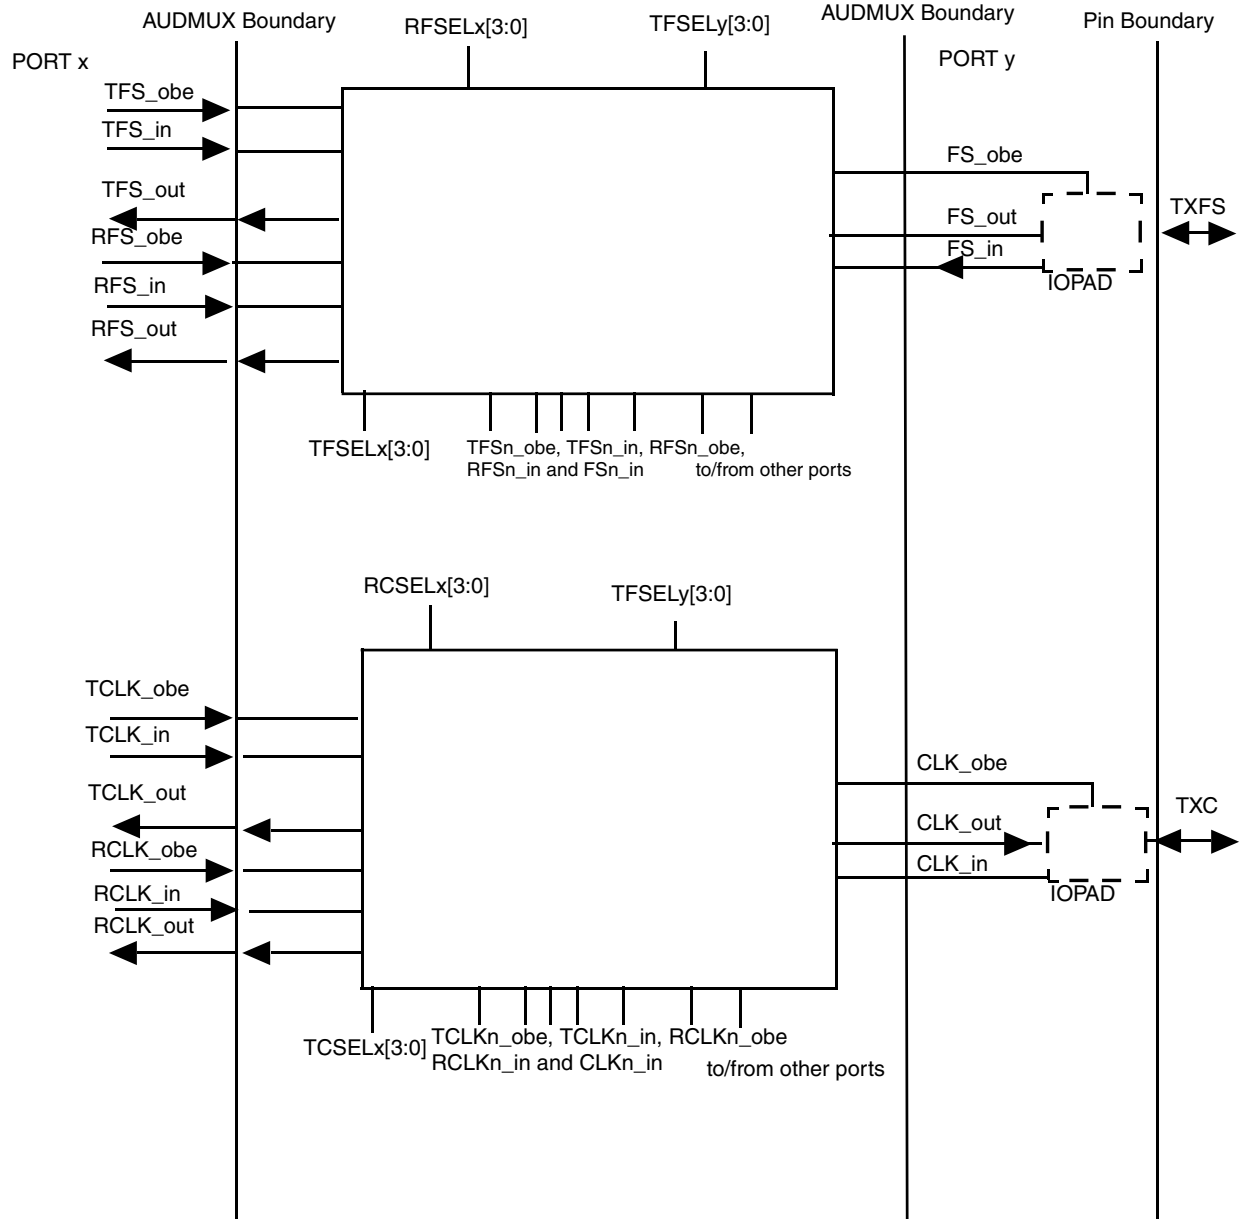 AUDMUX Boundary
RFSELx[3:0]
TFSELy[3:0]
AUDMUX Boundary
Pin Boundary
PORT x
PORT y
TFS_obe
TFS_in
TFS_out
RFS_obe
RFS_in
RFS_out
FS_obe
FS_out
FS_in
TXFS
IOPAD
TFSELx[3:0]
TFSn_obe, TFSn_in, RFSn_obe,
RFSn_in and FSn_in
to/from other ports
RCSELx[3:0]
TFSELy[3:0]
TCLK_obe
TCLK_in
TCLK_out
RCLK_obe
RCLK_in
RCLK_out
CLK_obe
CLK_out
CLK_in
TXC
IOPAD
TCSELx[3:0]
TCLKn_obe, TCLKn_in, RCLKn_obe
RCLKn_in and CLKn_in
to/from other ports